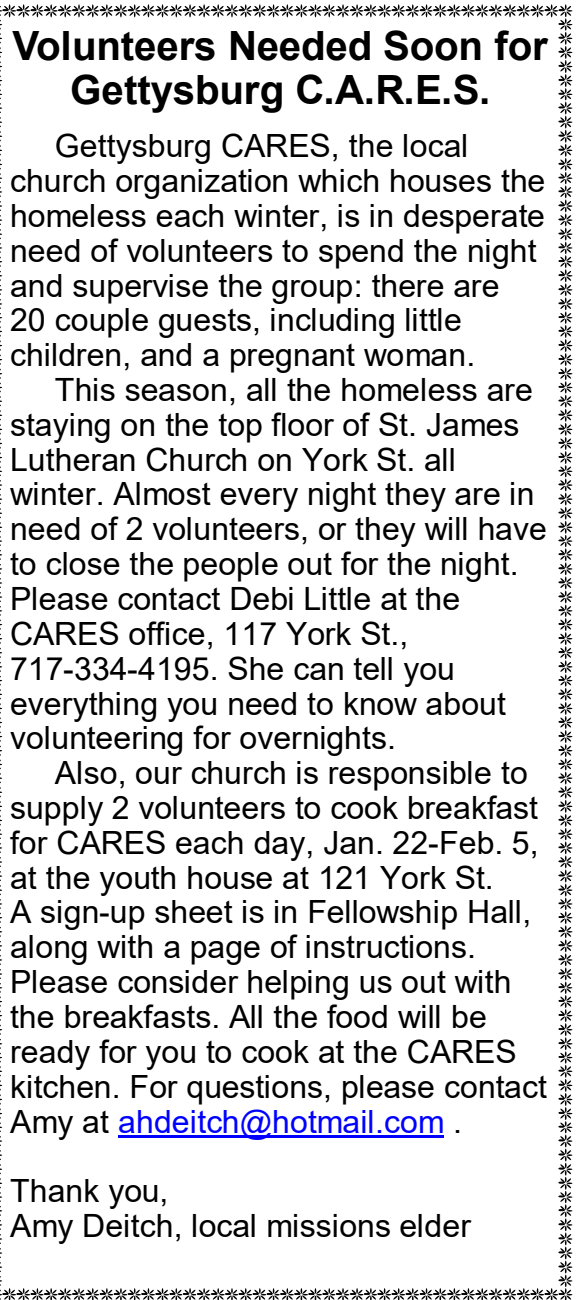 Volunteers Needed Soon for
Gettysburg C.A.R.E.S.
Gettysburg CARES, the local
church organization which houses the
homeless each winter, is in desperate
need of volunteers to spend the night
and supervise the group: there are
20 couple guests, including little
children, and a pregnant woman.
This season, all the homeless are
staying on the top floor of St. James
Lutheran Church on York St. all
winter. Almost every night they are in
need of 2 volunteers, or they will have
to close the people out for the night.
Please contact Debi Little at the
CARES office, 117 York St.,
717-334-4195. She can tell you
everything you need to know about
volunteering for overnights.
Also, our church is responsible to
supply 2 volunteers to cook breakfast
for CARES each day, Jan. 22-Feb. 5,
at the youth house at 121 York St.
A sign-up sheet is in Fellowship Hall,
along with a page of instructions.
Please consider helping us out with
the breakfasts. All the food will be
ready for you to cook at the CARES
kitchen. For questions, please contact
Amy at ahdeitch@hotmail.com .
Thank you,
Amy Deitch, local missions elder